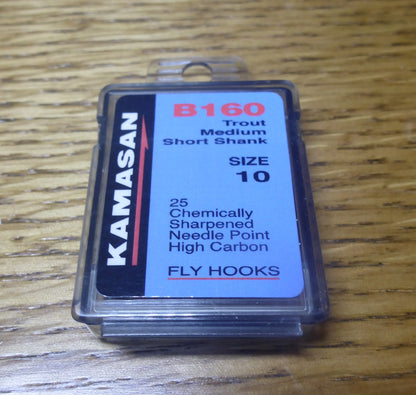 KAMASAN
B160
Trout
Medium
Short Shank
SIZE
10
25
Chemically
Sharpened
Needle Point
High Carbon
FLY HOOKS